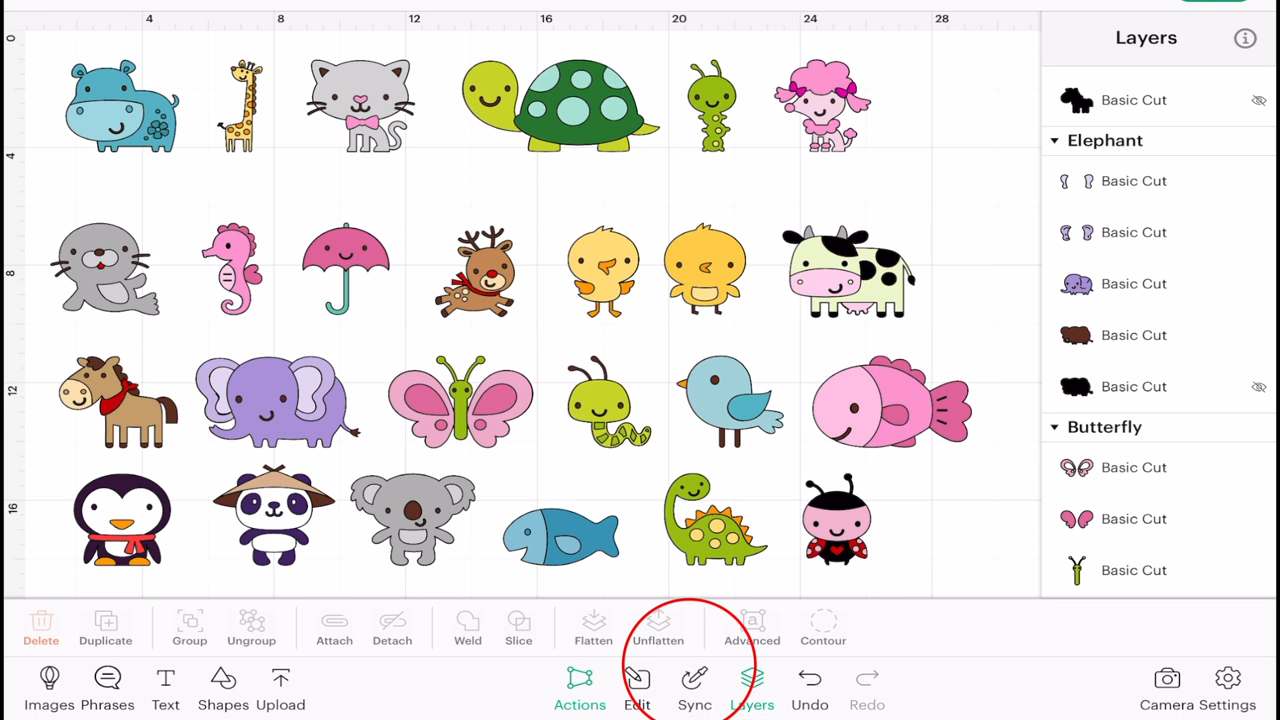 4 8 12 16 20 24 28
0
4
8
12
16
Layers
Basic Cut
Elephant
Basic Cut
Basic Cut
Basic Cut
Basic Cut
Basic Cut
Butterfly
Basic Cut
Basic Cut
Basic Cut
Delete Duplicate Group Ungroup Attach Detach Weld Slice Flatten Unflatten Advanced Contour
Images Phrases Text Shapes Upload Actions Edit Sync Layers Undo Redo Camera Settings